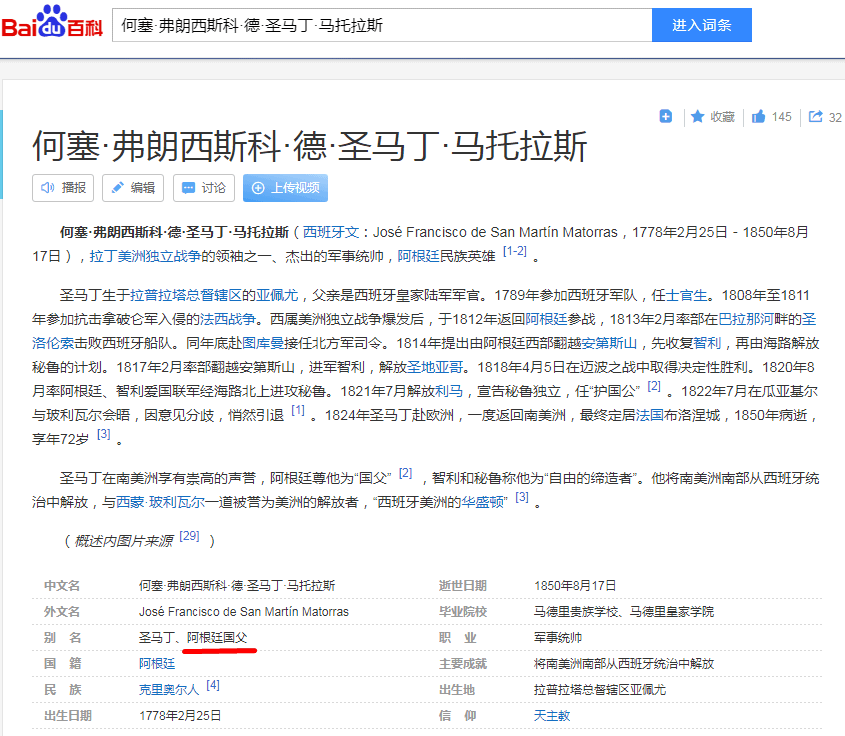 Bai du 百科
何塞·弗朗西斯科·德·圣马丁·马托拉斯
进入词条
收藏 145 32
何塞·弗朗西斯科·德·圣马丁·马托拉斯
播报 编辑 讨论 上传视频
何塞·弗朗西斯科·德·圣马丁·马托拉斯（西班牙文：José Francisco de San Martín Matorras，1778年2月25日－1850年8月
17日），拉丁美洲独立战争的领袖之一、杰出的军事统帅，阿根廷民族英雄 [1-2] 。
圣马丁生于拉普拉塔总督辖区的亚佩尤，父亲是西班牙皇家陆军军官。1789年参加西班牙军队，任士官生。1808年至1811
年参加抗击拿破仑军入侵的法西战争。西属美洲独立战争爆发后，于1812年返回阿根廷参战，1813年2月率部在巴拉那河畔的圣
洛伦索击败西班牙船队。同年底赴图库曼接任北方军司令。1814年提出由阿根廷西部翻越安第斯山，先收复智利，再由海路解放
秘鲁的计划。1817年2月率部翻越安第斯山，进军智利，解放圣地亚哥。1818年4月5日在迈波之战中取得决定性胜利。1820年8
月率阿根廷、智利爱国联军经海路北上进攻秘鲁。1821年7月解放利马，宣告秘鲁独立，任“护国公” [2] 。1822年7月在瓜亚基尔
与玻利瓦尔会晤，因意见分歧，悄然引退 [1] 。1824年圣马丁赴欧洲，一度返回南美洲，最终定居法国布洛涅城，1850年病逝，
享年72岁 [3] 。
圣马丁在南美洲享有崇高的声誉，阿根廷尊他为“国父” [2] ，智利和秘鲁称他为“自由的缔造者”。他将南美洲南部从西班牙统
治中解放，与西蒙·玻利瓦尔一道被誉为美洲的解放者，“西班牙美洲的华盛顿” [3] 。
（概述内图片来源 [29] ）
中文名 何塞·弗朗西斯科·德·圣马丁·马托拉斯 逝世日期 1850年8月17日
外文名 José Francisco de San Martín Matorras 毕业院校 马德里贵族学校、马德里皇家学院
别 名 圣马丁、阿根廷国父 职 业 军事统帅
国 籍 阿根廷 主要成就 将南美洲南部从西班牙统治中解放
民 族 克里奥尔人 [4] 出生地 拉普拉塔总督辖区亚佩尤
出生日期 1778年2月25日 信 仰 天主教